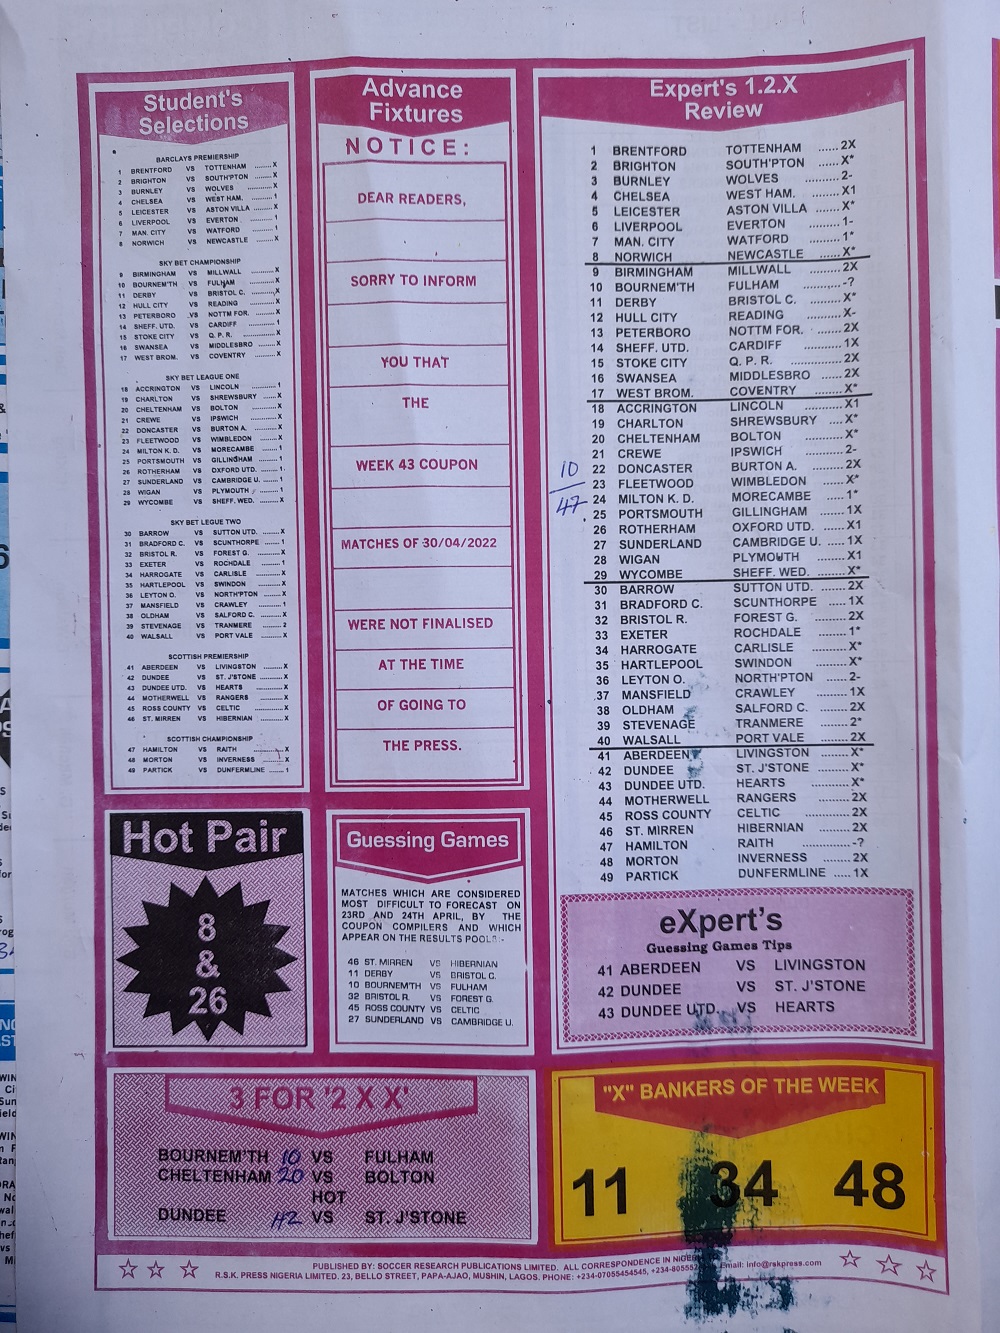 Student's
Selections
BARCLAYS PREMIERSHIP
1 BRENTFORD VS TOTTENHAM ........X
2 BRIGHTON VS SOUTH'PTON ........X
3 BURNLEY VS WOLVES ........X
4 CHELSEA VS WEST HAM. ........1
5 LEICESTER VS ASTON VILLA ........X
6 LIVERPOOL VS EVERTON ........1
7 MAN. CITY VS WATFORD ........1
8 NORWICH VS NEWCASTLE ........X
SKY BET CHAMPIONSHIP
9 BIRMINGHAM VS MILLWALL ........X
10 BOURNEM'TH VS FULHAM ........X
11 DERBY VS BRISTOL C. ........X
12 HULL CITY VS READING ........X
13 PETERBORO VS NOTTM FOR. ........X
14 SHEFF. UTD. VS CARDIFF ........1
15 STOKE CITY VS Q. P. R. ........X
16 SWANSEA VS MIDDLESBRO ........X
17 WEST BROM. VS COVENTRY ........X
SKY BET LEAGUE ONE
18 ACCRINGTON VS LINCOLN ........1
19 CHARLTON VS SHREWSBURY ........X
20 CHELTENHAM VS BOLTON ........X
21 CREWE VS IPSWICH ........X
22 DONCASTER VS BURTON A. ........X
23 FLEETWOOD VS WIMBLEDON ........X
24 MILTON K.D. VS MORECAMBE ........1
25 PORTSMOUTH VS GILLINGHAM ........1
26 ROTHERHAM VS OXFORD UTD. ........1
27 SUNDERLAND VS CAMBRIDGE U. ........1
28 WIGAN VS PLYMOUTH ........1
29 WYCOMBE VS SHEFF. WED. ........X
SKY BET LEGUE TWO
30 BARROW VS SUTTON UTD. ........X
31 BRADFORD C. VS SCUNTHORPE ........1
32 BRISTOL R. VS FOREST G. ........X
33 EXETER VS ROCHDALE ........1
34 HARROGATE VS CARLISLE ........X
35 HARTLEPOOL VS SWINDON ........X
36 LEYTON O. VS NORTH'PTON ........X
37 MANSFIELD VS CRAWLEY ........1
38 OLDHAM VS SALFORD C. ........X
39 STEVENAGE VS TRANMERE ........2
40 WALSALL VS PORT VALE ........X
SCOTTISH PREMIERSHIP
41 ABERDEEN VS LIVINGSTON ........X
42 DUNDEE VS ST. J'STONE ........X
43 DUNDEE UTD. VS HEARTS ........X
44 MOTHERWELL VS RANGERS ........X
45 ROSS COUNTY VS CELTIC ........X
46 ST. MIRREN VS HIBERNIAN ........X
SCOTTISH CHAMPIONSHIP
47 HAMILTON VS RAITH ........X
48 MORTON VS INVERNESS ........X
49 PARTICK VS DUNFERMLINE ........1
Advance
Fixtures
NOTICE:
DEAR READERS,
SORRY TO INFORM
YOU THAT
THE
WEEK 43 COUPON
MATCHES OF 30/04/2022
WERE NOT FINALISED
AT THE TIME
OF GOING TO
THE PRESS.
Expert's 1.2.X
Review
1 BRENTFORD TOTTENHAM ......2X
2 BRIGHTON SOUTH'PTON ......X*
3 BURNLEY WOLVES ......2-
4 CHELSEA WEST HAM. ......X1
5 LEICESTER ASTON VILLA ......X*
6 LIVERPOOL EVERTON ......1-
7 MAN. CITY WATFORD ......1*
8 NORWICH NEWCASTLE ......X*
9 BIRMINGHAM MILLWALL ......2X
10 BOURNEM'TH FULHAM ......-?
11 DERBY BRISTOL C. ......X*
12 HULL CITY READING ......X-
13 PETERBORO NOTTM FOR. ......2X
14 SHEFF. UTD. CARDIFF ......1X
15 STOKE CITY Q. P. R. ......2X
16 SWANSEA MIDDLESBRO ......2X
17 WEST BROM. COVENTRY ......X*
18 ACCRINGTON LINCOLN ......X1
19 CHARLTON SHREWSBURY ......X*
20 CHELTENHAM BOLTON ......X*
21 CREWE IPSWICH ......2-
10
22 DONCASTER BURTON A. ......2X
23 FLEETWOOD WIMBLEDON ......X*
47
24 MILTON K. D. MORECAMBE ......1*
25 PORTSMOUTH GILLINGHAM ......1X
26 ROTHERHAM OXFORD UTD. ......X1
27 SUNDERLAND CAMBRIDGE U. ......1X
28 WIGAN PLYMOUTH ......X1
29 WYCOMBE SHEFF. WED. ......X*
30 BARROW SUTTON UTD. ......2X
31 BRADFORD C. SCUNTHORPE ......1X
32 BRISTOL R. FOREST G. ......2X
33 EXETER ROCHDALE ......1*
34 HARROGATE CARLISLE ......X*
35 HARTLEPOOL SWINDON ......X*
36 LEYTON O. NORTH'PTON ......2-
37 MANSFIELD CRAWLEY ......1X
38 OLDHAM SALFORD C. ......2X
39 STEVENAGE TRANMERE ......2*
40 WALSALL PORT VALE ......2X
41 ABERDEEN LIVINGSTON ......X*
42 DUNDEE ST. J'STONE ......X*
43 DUNDEE UTD. HEARTS ......X*
44 MOTHERWELL RANGERS ......2X
45 ROSS COUNTY CELTIC ......2X
46 ST. MIRREN HIBERNIAN ......2X
47 HAMILTON RAITH ......-?
48 MORTON INVERNESS ......2X
49 PARTICK DUNFERMLINE ......1X
Hot Pair
8
&
26
Guessing Games
MATCHES WHICH ARE CONSIDERED
MOST DIFFICULT TO FORECAST ON
23RD AND 24TH APRIL, BY THE
COUPON COMPILERS AND WHICH
APPEAR ON THE RESULTS POOLS:-
46 ST. MIRREN VS HIBERNIAN
11 DERBY VS BRISTOL C.
10 BOURNEM'TH VS FULHAM
32 BRISTOL R. VS FOREST G.
45 ROSS COUNTY VS CELTIC
27 SUNDERLAND VS CAMBRIDGE U.
eXpert's
Guessing Games Tips
41 ABERDEEN VS LIVINGSTON
42 DUNDEE VS ST. J'STONE
43 DUNDEE UTD. VS HEARTS
3 FOR '2 X X'
BOURNEM'TH 10 VS FULHAM
CHELTENHAM 20 VS BOLTON
HOT
DUNDEE 42 VS ST. J'STONE
"X" BANKERS OF THE WEEK
11 34 48
PUBLISHED BY: SOCCER RESEARCH PUBLICATIONS LIMITED. ALL CORRESPONDENCE IN
R.S.K. PRESS NIGERIA LIMITED. 23, BELLO STREET, PAPA-AJAO, MUSHIN, LAGOS. PHONE: +234-07055454545, Email: info@rskpress.com